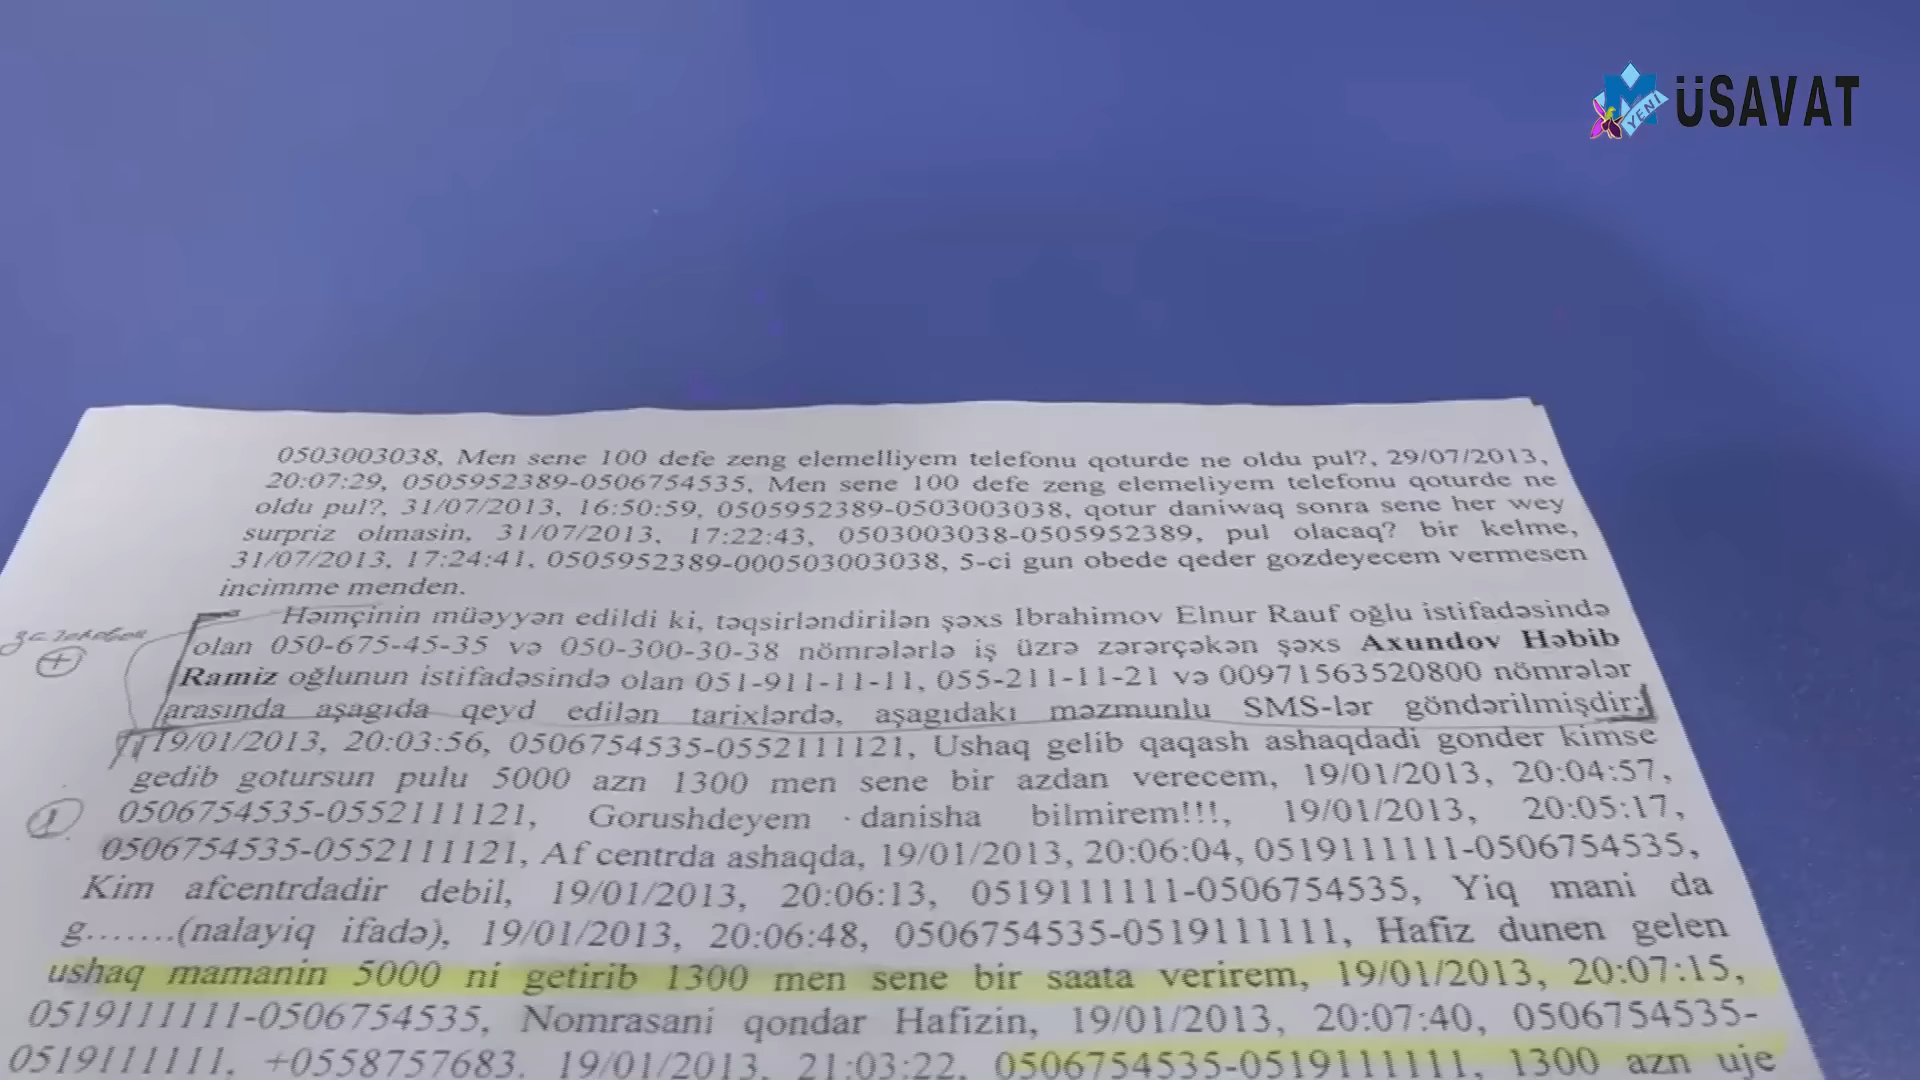 YENİ MÜSAVAT
0503003038, Men sene 100 defe zeng elemelliyem telefonu qoturde ne oldu pul?, 29/07/2013,
20:07:29, 0505952389-0506754535, Men sene 100 defe zeng elemeliyem telefonu qoturde ne
oldu pul?, 31/07/2013, 16:50:59, 0505952389-0503003038, qotur daniwaq sonra sene her wey
surpriz olmasin, 31/07/2013, 17:22:43, 0503003038-0505952389, pul olacaq? bir kelme,
31/07/2013, 17:24:41, 0505952389-000503003038, 5-ci gun obede qeder gozdeyecem vermesen
incimme menden.
Həmçinin müəyyən edildi ki, təqsirləndirilən şəxs Ibrahimov Elnur Rauf oğlu istifadəsində
olan 050-675-45-35 və 050-300-30-38 nömrələrlə iş üzrə zərərçəkən şəxs Axundov Həbib
Ramiz oğlunun istifadəsində olan 051-911-11-11, 055-211-11-21 və 00971563520800 nömrələr
arasında aşagıda qeyd edilən tarixlərdə, aşagıdakı məzmunlu SMS-lər göndərilmişdir:
19/01/2013, 20:03:56, 0506754535-0552111121, Ushaq gelib qaqash ashaqdadi gonder kimse
gedib gotursun pulu 5000 azn 1300 men sene bir azdan verecem, 19/01/2013, 20:04:57,
1 0506754535-0552111121, Gorushdeyem danisha bilmirem!!!, 19/01/2013, 20:05:17,
0506754535-0552111121, Af centrda ashaqda, 19/01/2013, 20:06:04, 0519111111-0506754535,
Kim afcentrdadir debil, 19/01/2013, 20:06:13, 0519111111-0506754535, Yiq mani da
g.......(nalayiq ifadə), 19/01/2013, 20:06:48, 0506754535-0519111111, Hafiz dunen gelen
ushaq mamanin 5000 ni getirib 1300 men sene bir saata verirem, 19/01/2013, 20:07:15,
0519111111-0506754535, Nomrasani qondar Hafizin, 19/01/2013, 20:07:40, 0506754535-
0519111111, +0558757683, 19/01/2013, 21:03:22, 0506754535-0519111111, 1300 azn uje